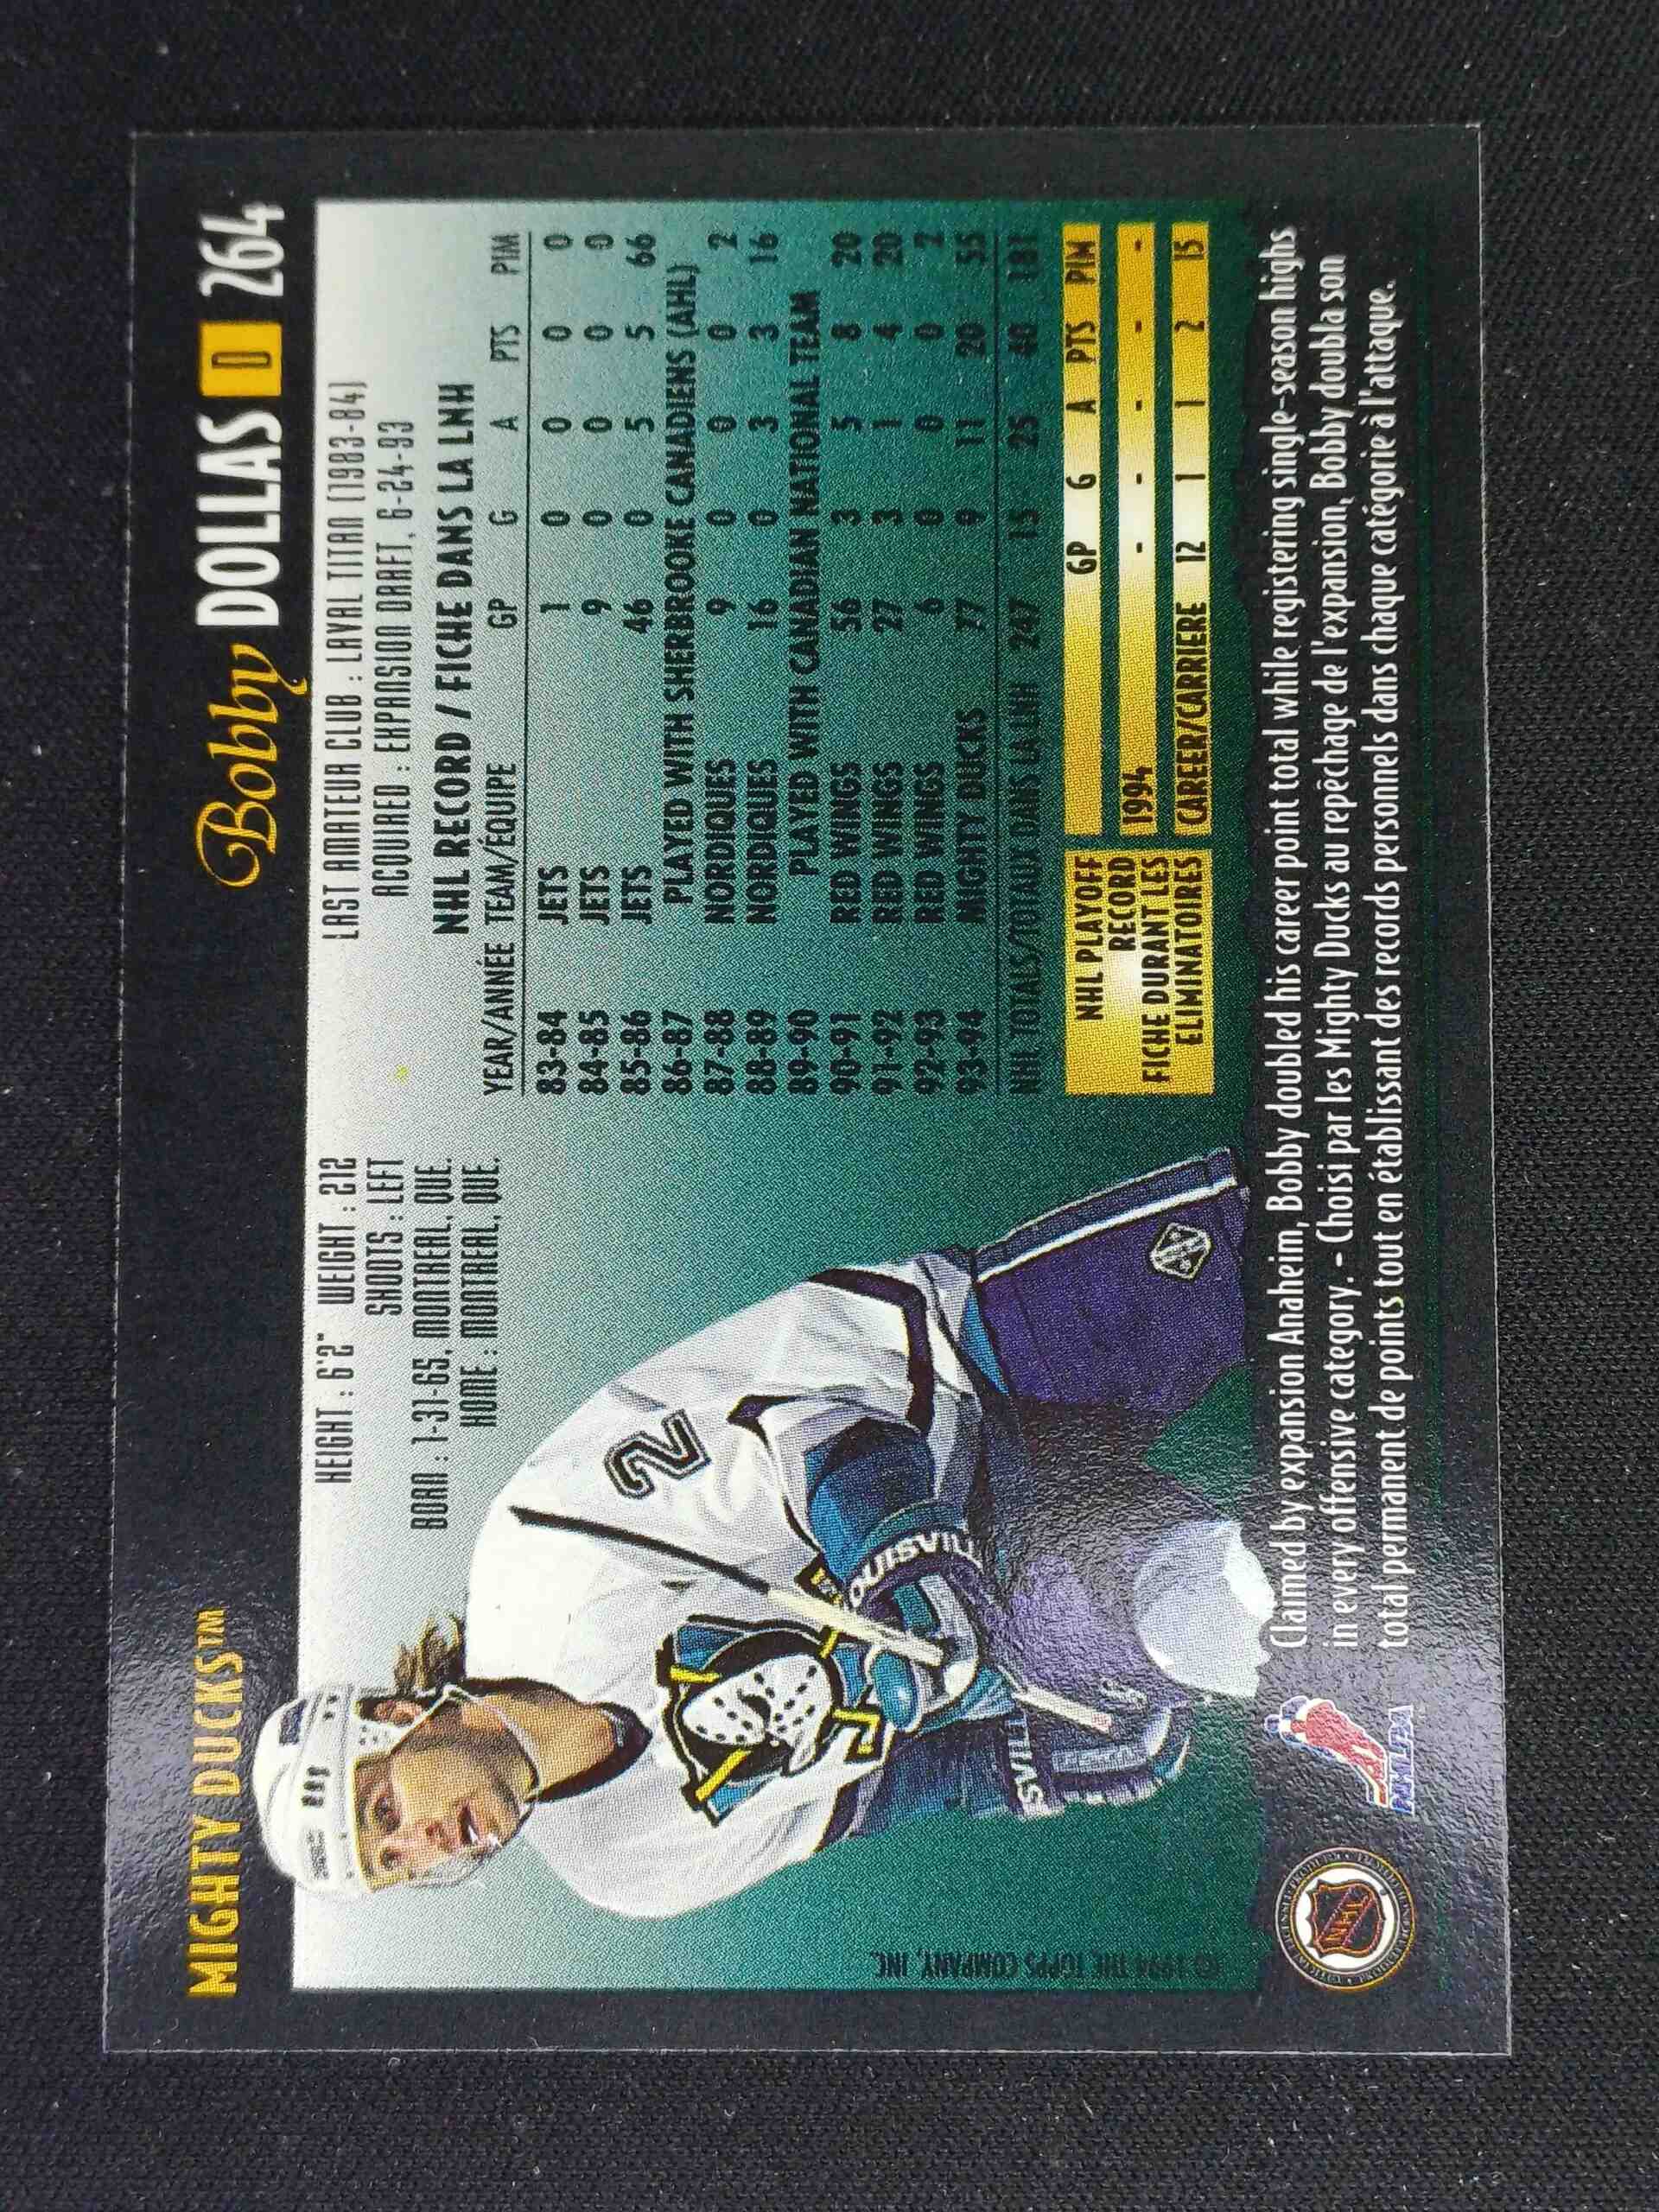 MIGHTY DUCKS™
Bobby DOLLAS D 264
HEIGHT : 6'2" WEIGHT : 212
SHOOTS : LEFT
BORN : 1-31-65, MONTREAL, QUE.
HOME : MONTREAL, QUE.
LAST AMATEUR CLUB : LAVAL TITAN (1983-84)
ACQUIRED : EXPANSION DRAFT, 6-24-93
NHL RECORD / FICHE DANS LA LNH
YEAR/ANNÉE TEAM/ÉQUIPE GP G A PTS PIM
83-84 JETS 1 0 0 0 0
84-85 JETS 9 0 0 0 0
85-86 JETS 46 0 5 5 66
86-87 PLAYED WITH SHERBROOKE CANADIENS (AHL)
87-88 NORDIQUES 9 0 0 0 2
88-89 NORDIQUES 16 0 3 3 16
89-90 PLAYED WITH CANADIAN NATIONAL TEAM
90-91 RED WINGS 56 3 5 8 20
91-92 RED WINGS 27 3 1 4 20
92-93 RED WINGS 6 0 0 0 2
93-94 MIGHTY DUCKS 77 9 11 20 55
NHL TOTALS/TOTAUX DANS LA LNH 247 15 25 40 181
NHL PLAYOFF
RECORD
FICHE DURANT LES
ELIMINATOIRES
GP G A PTS PIM
1994 - - - - -
CAREER/CARRIERE 12 1 1 2 15
2
LOUISVILLE
SVILLE
© 1994 THE TOPPS COMPANY, INC.
Claimed by expansion Anaheim, Bobby doubled his career point total while registering single-season highs
in every offensive category. - Choisi par les Mighty Ducks au repêchage de l'expansion, Bobby doubla son
total permanent de points tout en établissant des records personels dans chaque catégorie à l'attaque.
NHL
NHLPA